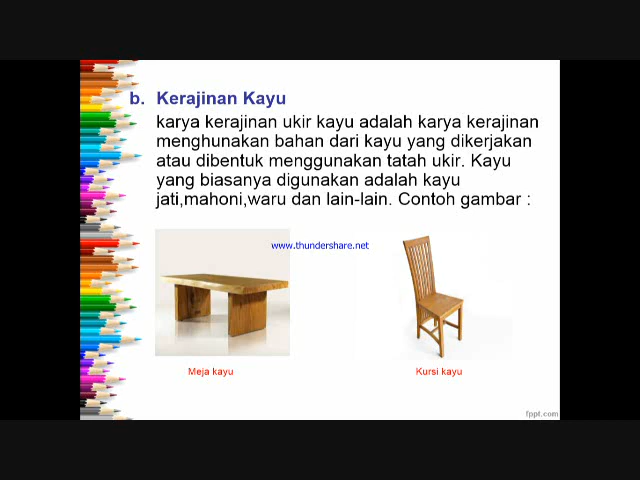 b. Kerajinan Kayu
karya kerajinan ukir kayu adalah karya kerajinan
menghunakan bahan dari kayu yang dikerjakan
atau dibentuk menggunakan tatah ukir. Kayu
yang biasanya digunakan adalah kayu
jati,mahoni,waru dan lain-lain. Contoh gambar :
www.thundershare.net
Meja kayu
Kursi kayu
fppt.com